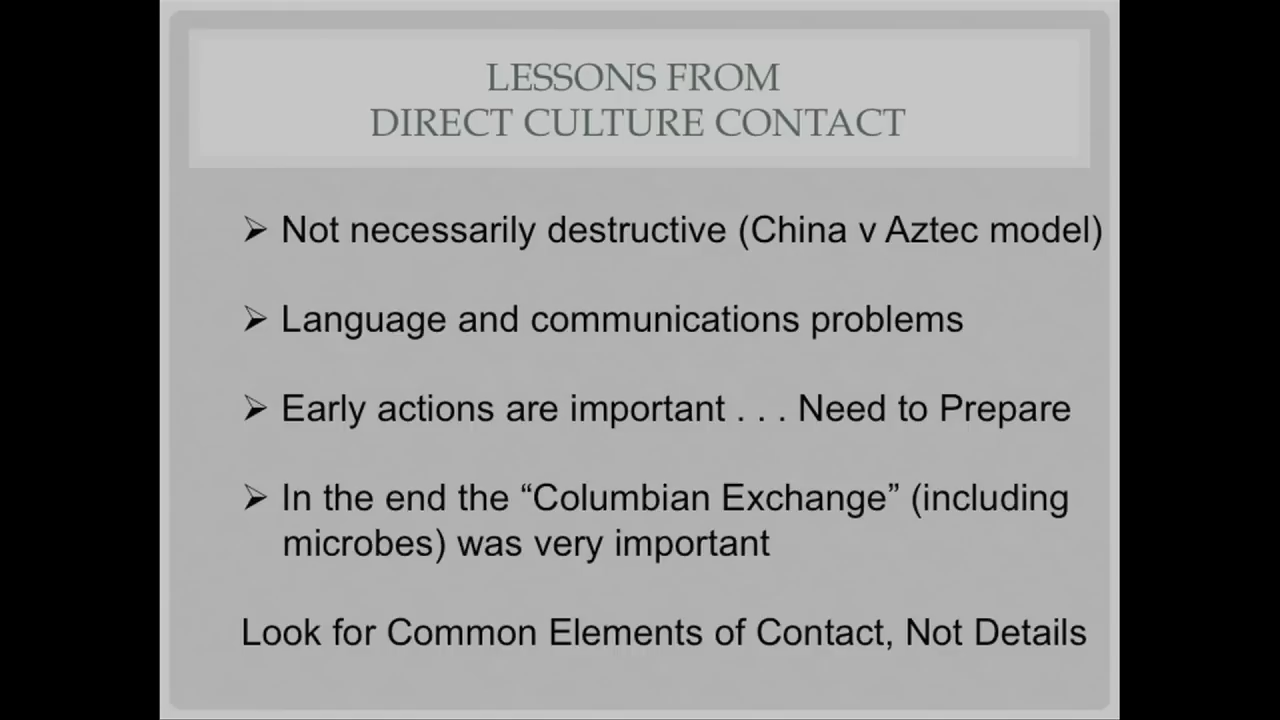 LESSONS FROM
DIRECT CULTURE CONTACT
➢ Not necessarily destructive (China v Aztec model)
➢ Language and communications problems
➢ Early actions are important . . . Need to Prepare
➢ In the end the “Columbian Exchange” (including
microbes) was very important
Look for Common Elements of Contact, Not Details